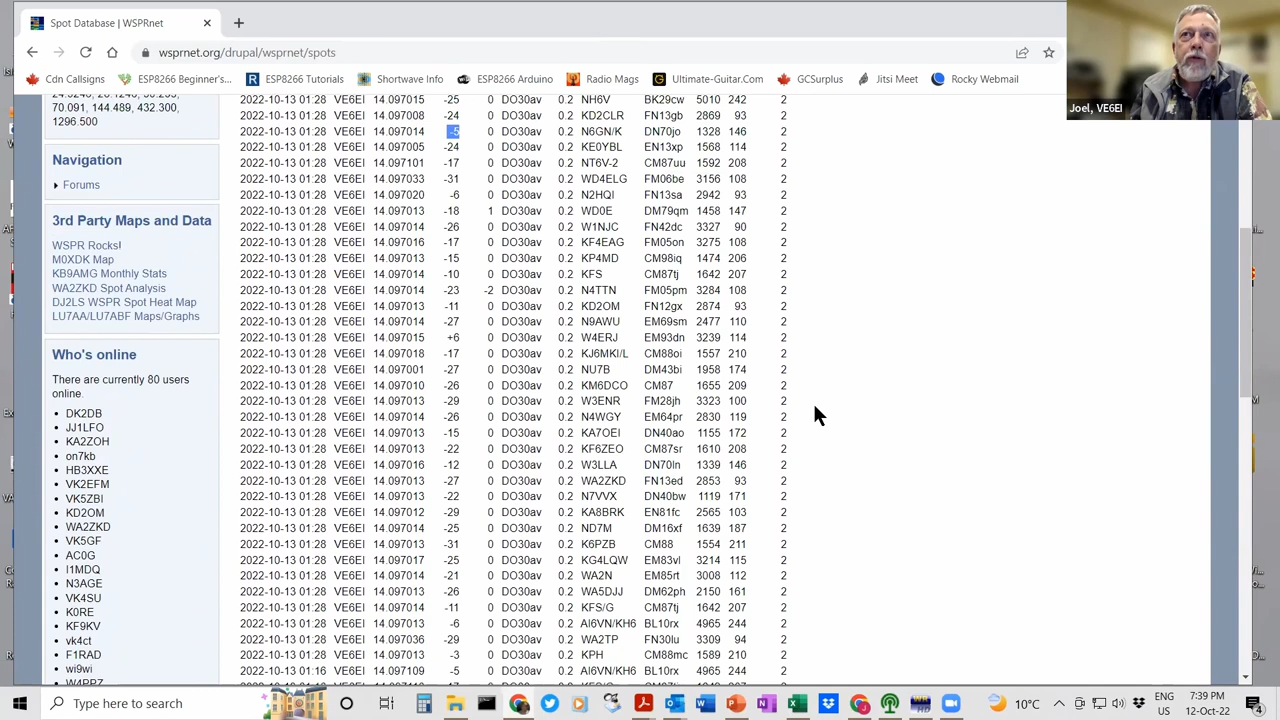 Spot Database | WSPRnet
wsprnet.org/drupal/wsprnet/spots
Cdn Callsigns ESP8266 Beginner's... ESP8266 Tutorials Shortwave Info ESP8266 Arduino Radio Mags Ultimate-Guitar.Com GCSurplus Jitsi Meet Rocky Webmail
Joel, VE6EI
70.091, 144.489, 432.300,
1296.500
Navigation
Forums
3rd Party Maps and Data
WSPR Rocks!
M0XDK Map
KB9AMG Monthly Stats
WA2ZKD Spot Analysis
DJ2LS WSPR Spot Heat Map
LU7AA/LU7ABF Maps/Graphs
Who's online
There are currently 80 users
online.
DK2DB
JJ1LFO
KA2ZOH
on7kb
HB3XXE
VK2EFM
VK5ZBI
KD2OM
WA2ZKD
VK5GF
AC0G
I1MDQ
N3AGE
VK4SU
K0RE
KF9KV
vk4ct
F1RAD
wi9wi
W4PPZ
2022-10-13 01:28 VE6EI 14.097015 -25 0 DO30av 0.2 NH6V BK29cw 5010 242 2
2022-10-13 01:28 VE6EI 14.097008 -24 0 DO30av 0.2 KD2CLR FN13gb 2869 93 2
2022-10-13 01:28 VE6EI 14.097014 -5 0 DO30av 0.2 N6GN/K DN70jo 1328 146 2
2022-10-13 01:28 VE6EI 14.097005 -24 0 DO30av 0.2 KE0YBL EN13xp 1568 114 2
2022-10-13 01:28 VE6EI 14.097101 -17 0 DO30av 0.2 NT6V-2 CM87uu 1592 208 2
2022-10-13 01:28 VE6EI 14.097033 -31 0 DO30av 0.2 WD4ELG FM06be 3156 108 2
2022-10-13 01:28 VE6EI 14.097020 -6 0 DO30av 0.2 N2HQI FN13sa 2942 93 2
2022-10-13 01:28 VE6EI 14.097013 -18 1 DO30av 0.2 WD0E DM79qm 1458 147 2
2022-10-13 01:28 VE6EI 14.097014 -26 0 DO30av 0.2 W1NJC FN42dc 3327 90 2
2022-10-13 01:28 VE6EI 14.097016 -17 0 DO30av 0.2 KF4EAG FM05on 3275 108 2
2022-10-13 01:28 VE6EI 14.097013 -15 0 DO30av 0.2 KP4MD CM98iq 1474 206 2
2022-10-13 01:28 VE6EI 14.097014 -10 0 DO30av 0.2 KFS CM87tj 1642 207 2
2022-10-13 01:28 VE6EI 14.097014 -23 -2 DO30av 0.2 N4TTN FM05pm 3284 108 2
2022-10-13 01:28 VE6EI 14.097013 -11 0 DO30av 0.2 KD2OM FN12gx 2874 93 2
2022-10-13 01:28 VE6EI 14.097014 -27 0 DO30av 0.2 N9AWU EM69sm 2477 110 2
2022-10-13 01:28 VE6EI 14.097015 +6 0 DO30av 0.2 W4ERJ EM93dn 3239 114 2
2022-10-13 01:28 VE6EI 14.097018 -17 0 DO30av 0.2 KJ6MKI/L CM88oi 1557 210 2
2022-10-13 01:28 VE6EI 14.097001 -27 0 DO30av 0.2 NU7B DM43bi 1958 174 2
2022-10-13 01:28 VE6EI 14.097010 -26 0 DO30av 0.2 KM6DCO CM87 1655 209 2
2022-10-13 01:28 VE6EI 14.097013 -29 0 DO30av 0.2 W3ENR FM28jh 3323 100 2
2022-10-13 01:28 VE6EI 14.097014 -26 0 DO30av 0.2 N4WGY EM64pr 2830 119 2
2022-10-13 01:28 VE6EI 14.097013 -15 0 DO30av 0.2 KA7OEI DN40ao 1155 172 2
2022-10-13 01:28 VE6EI 14.097013 -22 0 DO30av 0.2 KF6ZEO CM87sr 1610 208 2
2022-10-13 01:28 VE6EI 14.097016 -12 0 DO30av 0.2 W3LLA DN70ln 1339 146 2
2022-10-13 01:28 VE6EI 14.097013 -12 0 DO30av 0.2 WA2ZKD FN13ed 2853 93 2
2022-10-13 01:28 VE6EI 14.097013 -22 0 DO30av 0.2 N7VVX DN40bw 1119 171 2
2022-10-13 01:28 VE6EI 14.097012 -29 0 DO30av 0.2 KA8BRK EN81fc 2565 103 2
2022-10-13 01:28 VE6EI 14.097014 -25 0 DO30av 0.2 ND7M DM16xf 1639 187 2
2022-10-13 01:28 VE6EI 14.097013 -31 0 DO30av 0.2 K6PZB CM88 1554 211 2
2022-10-13 01:28 VE6EI 14.097017 -25 0 DO30av 0.2 KG4LQW EM83vl 3214 115 2
2022-10-13 01:28 VE6EI 14.097014 -21 0 DO30av 0.2 WA2N EM85rt 3008 112 2
2022-10-13 01:28 VE6EI 14.097013 -26 0 DO30av 0.2 WA5DJJ DM62ph 2150 161 2
2022-10-13 01:28 VE6EI 14.097014 -11 0 DO30av 0.2 KFS/G CM87tj 1642 207 2
2022-10-13 01:28 VE6EI 14.097013 -6 0 DO30av 0.2 AI6VN/KH6 BL10rx 4965 244 2
2022-10-13 01:28 VE6EI 14.097036 -29 0 DO30av 0.2 WA2TP FN30lu 3309 94 2
2022-10-13 01:28 VE6EI 14.097013 -3 0 DO30av 0.2 KPH CM88mc 1589 210 2
2022-10-13 01:16 VE6EI 14.097109 -5 0 DO30av 0.2 AI6VN/KH6 BL10rx 4965 244 2
Type here to search
10°C
ENG
7:39 PM
12-Oct-22
4